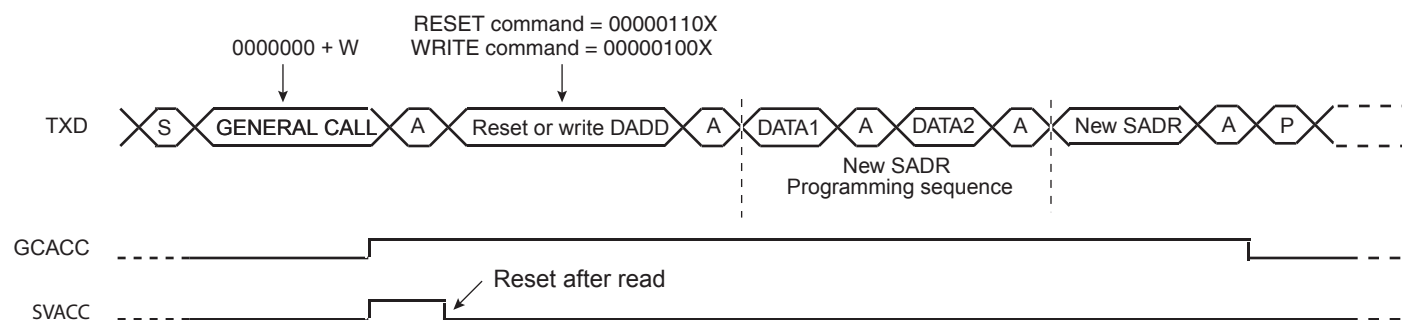 RESET command = 00000110X
0000000 + W
WRITE command = 00000100X
TXD
S
GENERAL CALL
A
Reset or write DADD
A
DATA1
A
DATA2
A
New SADR
A
P
New SADR
Programming sequence
GCACC
Reset after read
SVACC